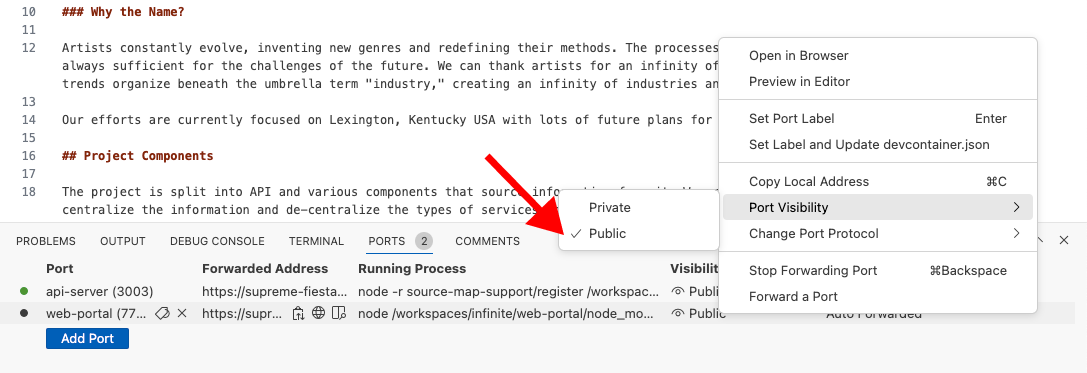 10 ### Why the Name?
11
12 Artists constantly evolve, inventing new genres and redefining their methods. The processes
always sufficient for the challenges of the future. We can thank artists for an infinity of
trends organize beneath the umbrella term "industry," creating an infinity of industries an
13
14 Our efforts are currently focused on Lexington, Kentucky USA with lots of future plans for
15
16 ## Project Components
17
18 The project is split into API and various components that source information
centralize the information and de-centralize the types of services
Open in Browser
Preview in Editor
Set Port Label Enter
Set Label and Update devcontainer.json
Copy Local Address ⌘C
Port Visibility
Change Port Protocol
Stop Forwarding Port ⌘Backspace
Forward a Port
Private
Public
PROBLEMS OUTPUT DEBUG CONSOLE TERMINAL PORTS 2 COMMENTS
Port Forwarded Address Running Process Visibilit
api-server (3003) https://supreme-fiesta... node -r source-map-support/register /workspac... Publi
web-portal (77... https://supr... node /workspaces/infinite/web-portal/node_mo... Public Auto Forwarded
Add Port